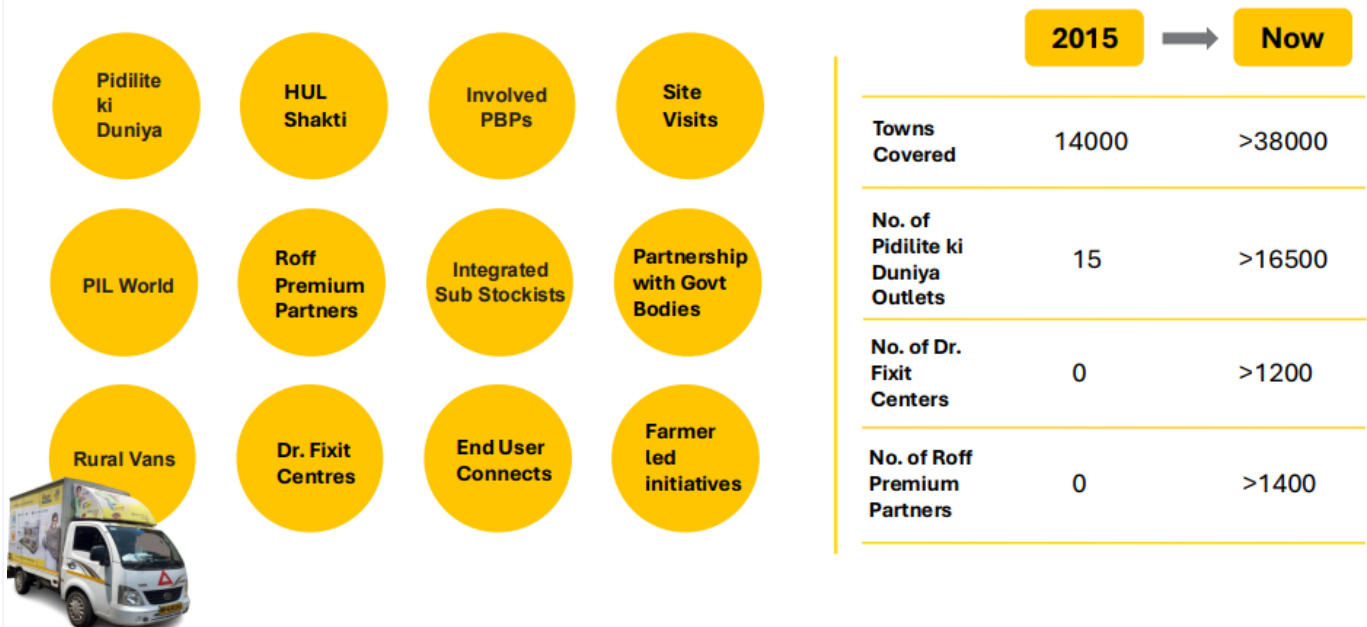 Pidilite
ki
Duniya
HUL
Shakti
Involved
PBPs
Site
Visits
PIL World
Roff
Premium
Partners
Integrated
Sub Stockists
Partnership
with Govt
Bodies
Rural Vans
Dr. Fixit
Centres
End User
Connects
Farmer
led
initiatives
2015
Now
Towns
Covered
14000
>38000
No. of
Pidilite ki
Duniya
Outlets
15
>16500
No. of Dr.
Fixit
Centers
0
>1200
No. of Roff
Premium
Partners
0
>1400